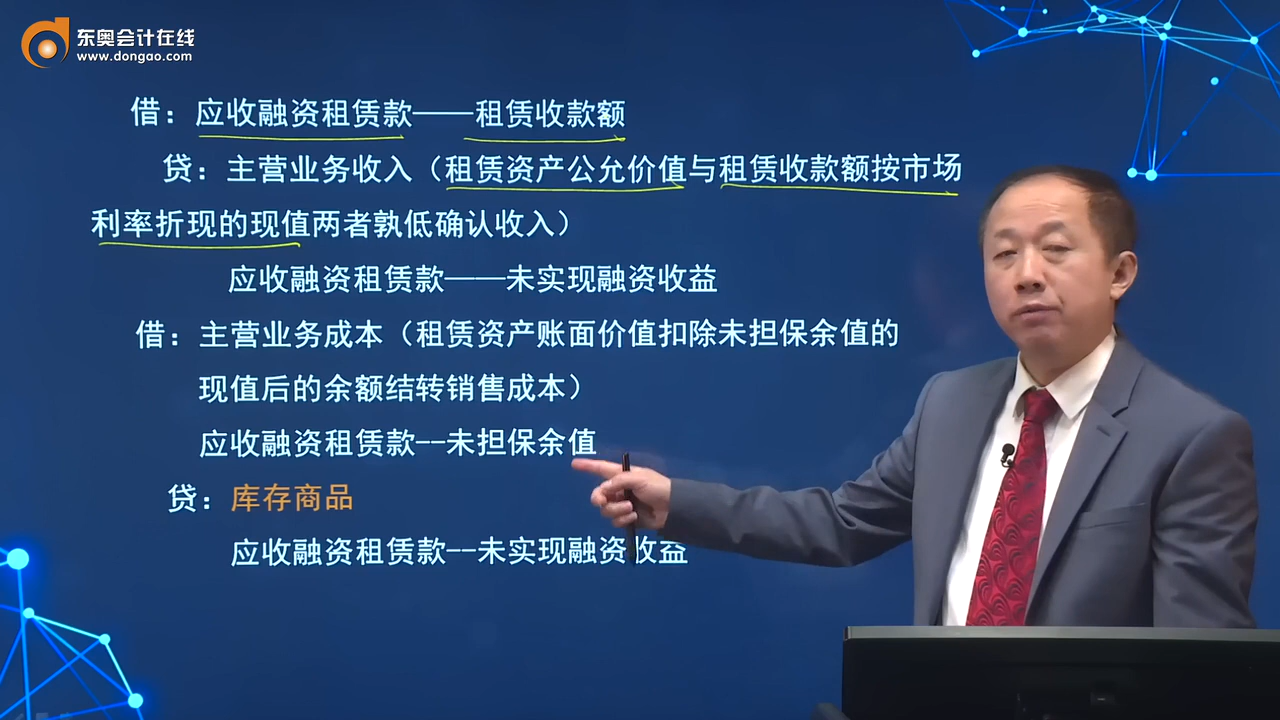 东奥会计在线
www.dongao.com
借：应收融资租赁款——租赁收款额
贷：主营业务收入（租赁资产公允价值与租赁收款额按市场
利率折现的现值两者孰低确认收入）
应收融资租赁款——未实现融资收益
借：主营业务成本（租赁资产账面价值扣除未担保余值的
现值后的余额结转销售成本）
应收融资租赁款--未担保余值
贷：库存商品
应收融资租赁款--未实现融资收益